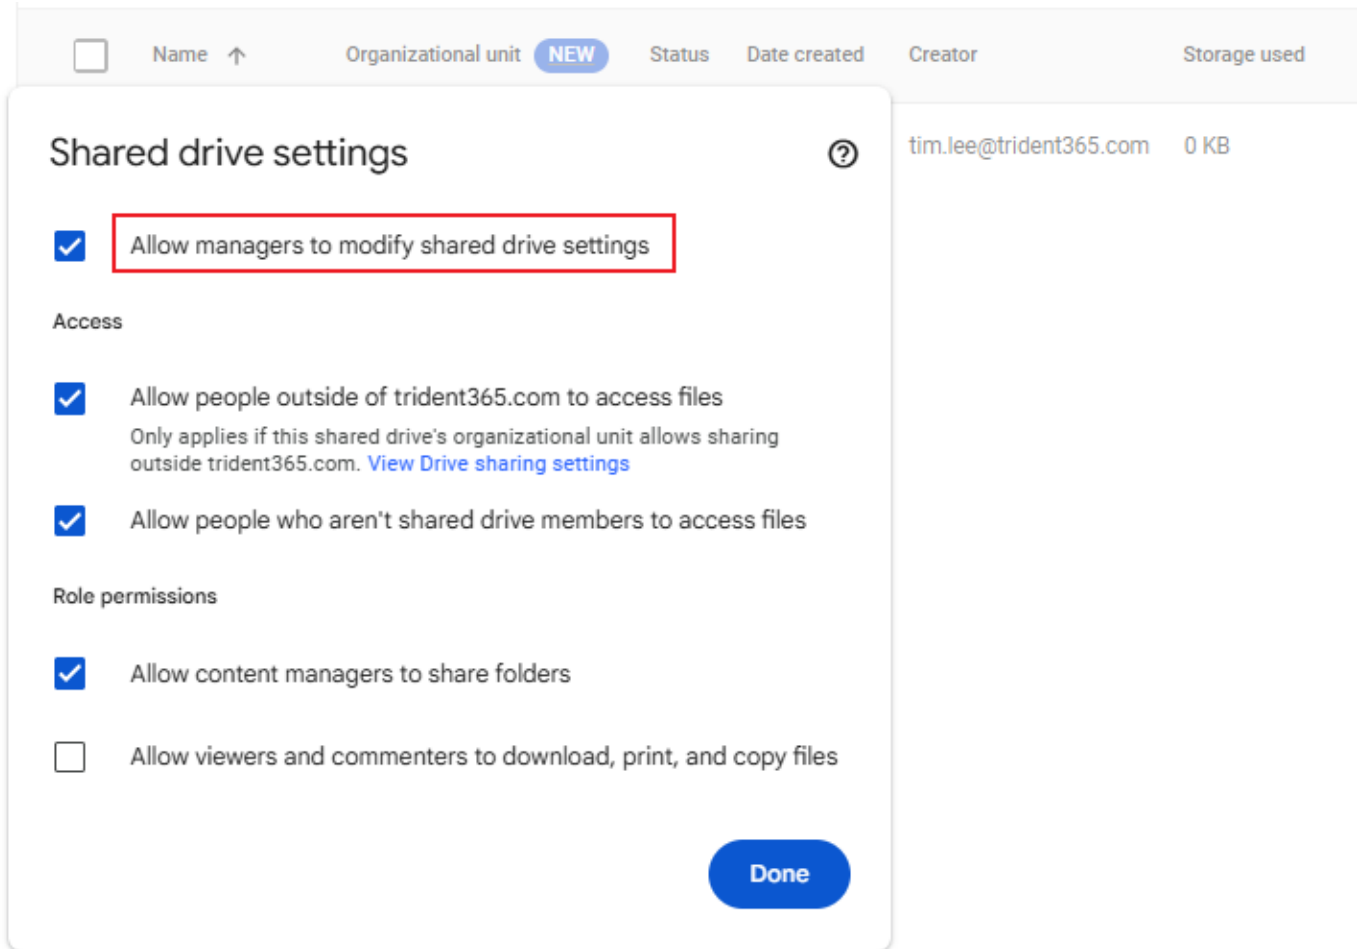 Name Organizational unit NEW Status Date created Creator Storage used
tim.lee@trident365.com 0 KB
Shared drive settings
Allow managers to modify shared drive settings
Access
Allow people outside of trident365.com to access files
Only applies if this shared drive's organizational unit allows sharing
outside trident365.com. View Drive sharing settings
Allow people who aren't shared drive members to access files
Role permissions
Allow content managers to share folders
Allow viewers and commenters to download, print, and copy files
Done